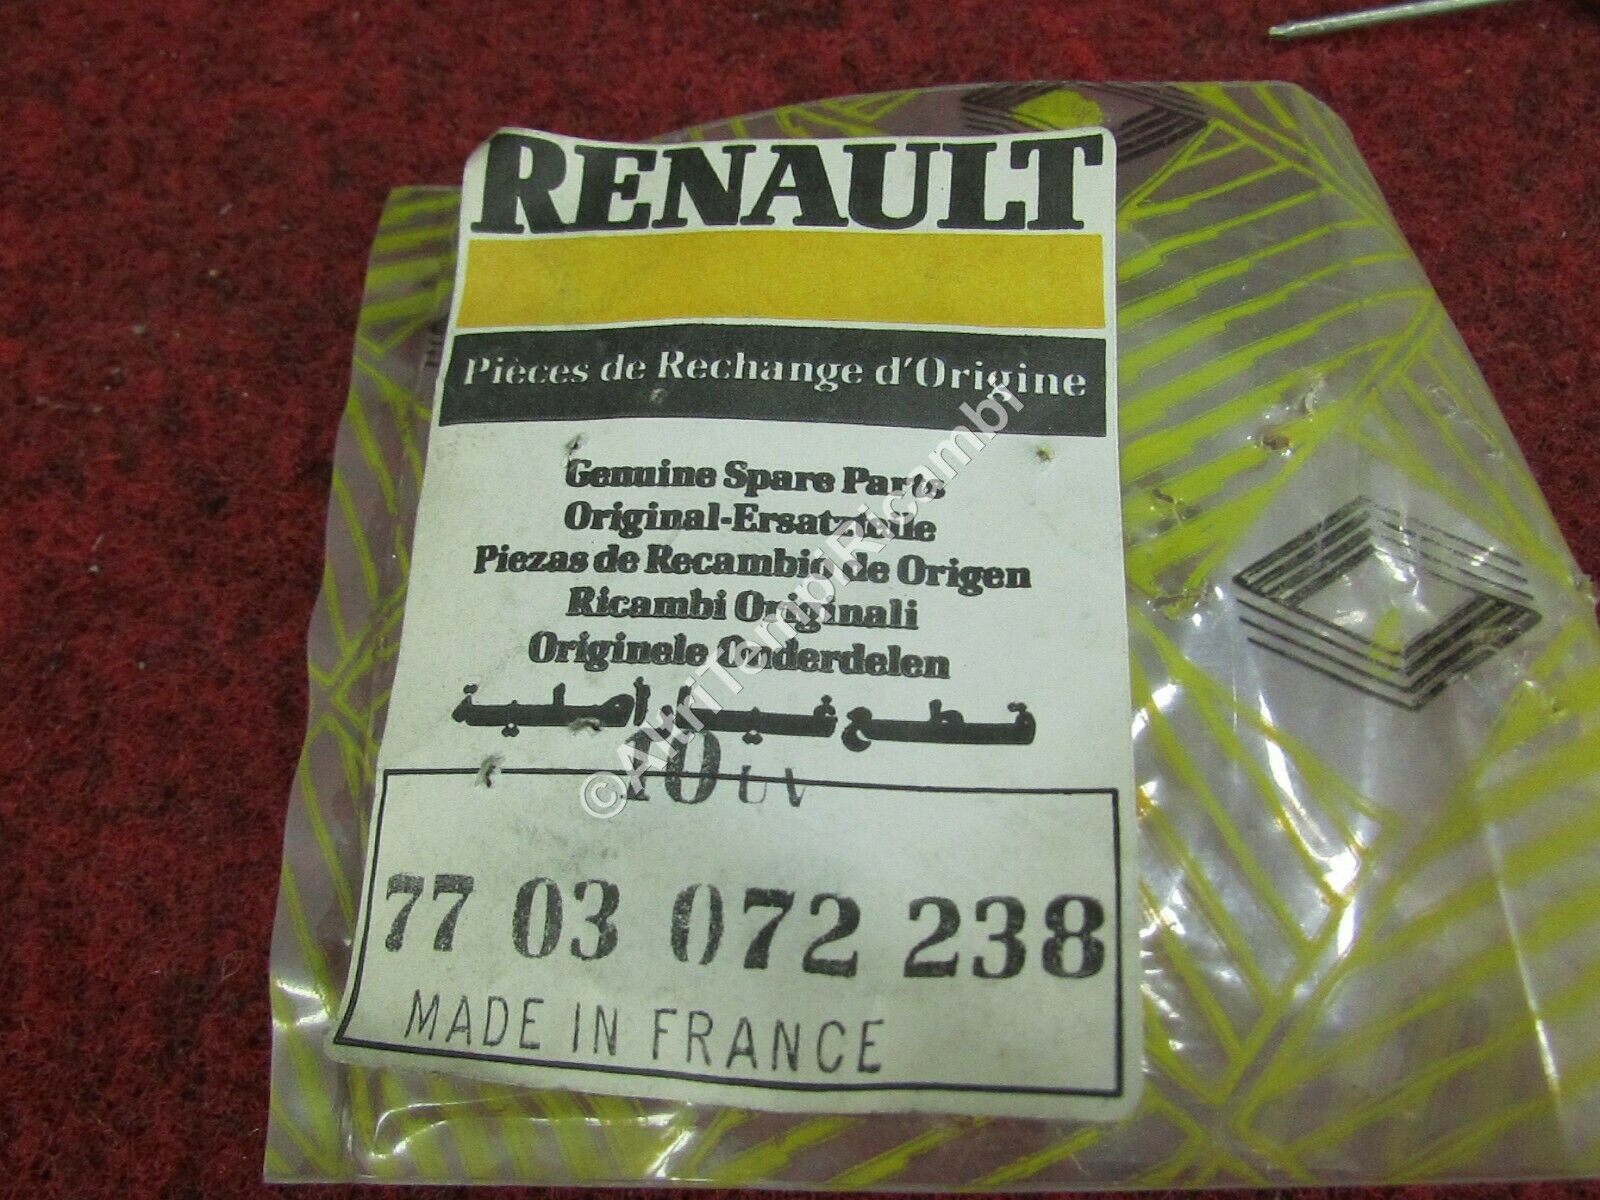 RENAULT
Pièces de Rechange d'Origine
Genuine Spare Parts
Original-Ersatzteile
Piezas de Recambio de Origen
Ricambi Originali
Originele Onderdelen
قطع غيار أصلية
10
77 03 072 238
MADE IN FRANCE
©AltriTempiRicambi